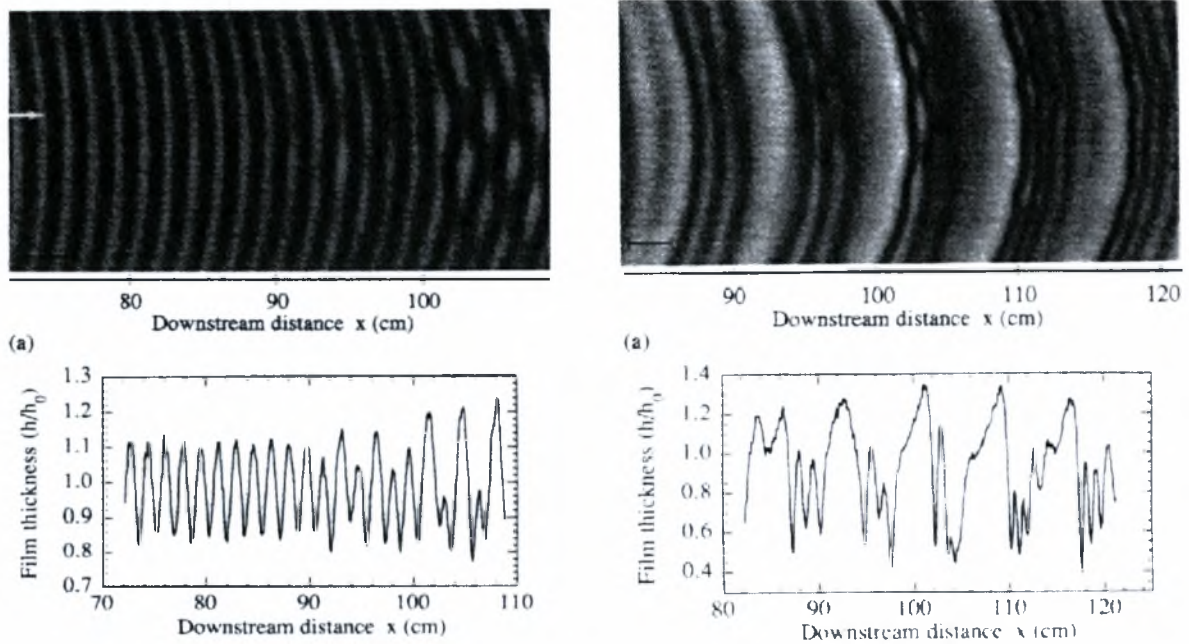 80 90 100
Downstream distance x (cm)
(a)
1.3
1.2
1.1
1.0
0.9
0.8
0.7
Film thickness (h/h0)
70 80 90 100 110
Downstream distance x (cm)
90 100 110 120
Downstream distance x (cm)
(a)
1.4
1.2
1.0
0.8
0.6
0.4
Film thickness (h/h0)
80 90 100 110 120
Downstream distance x (cm)